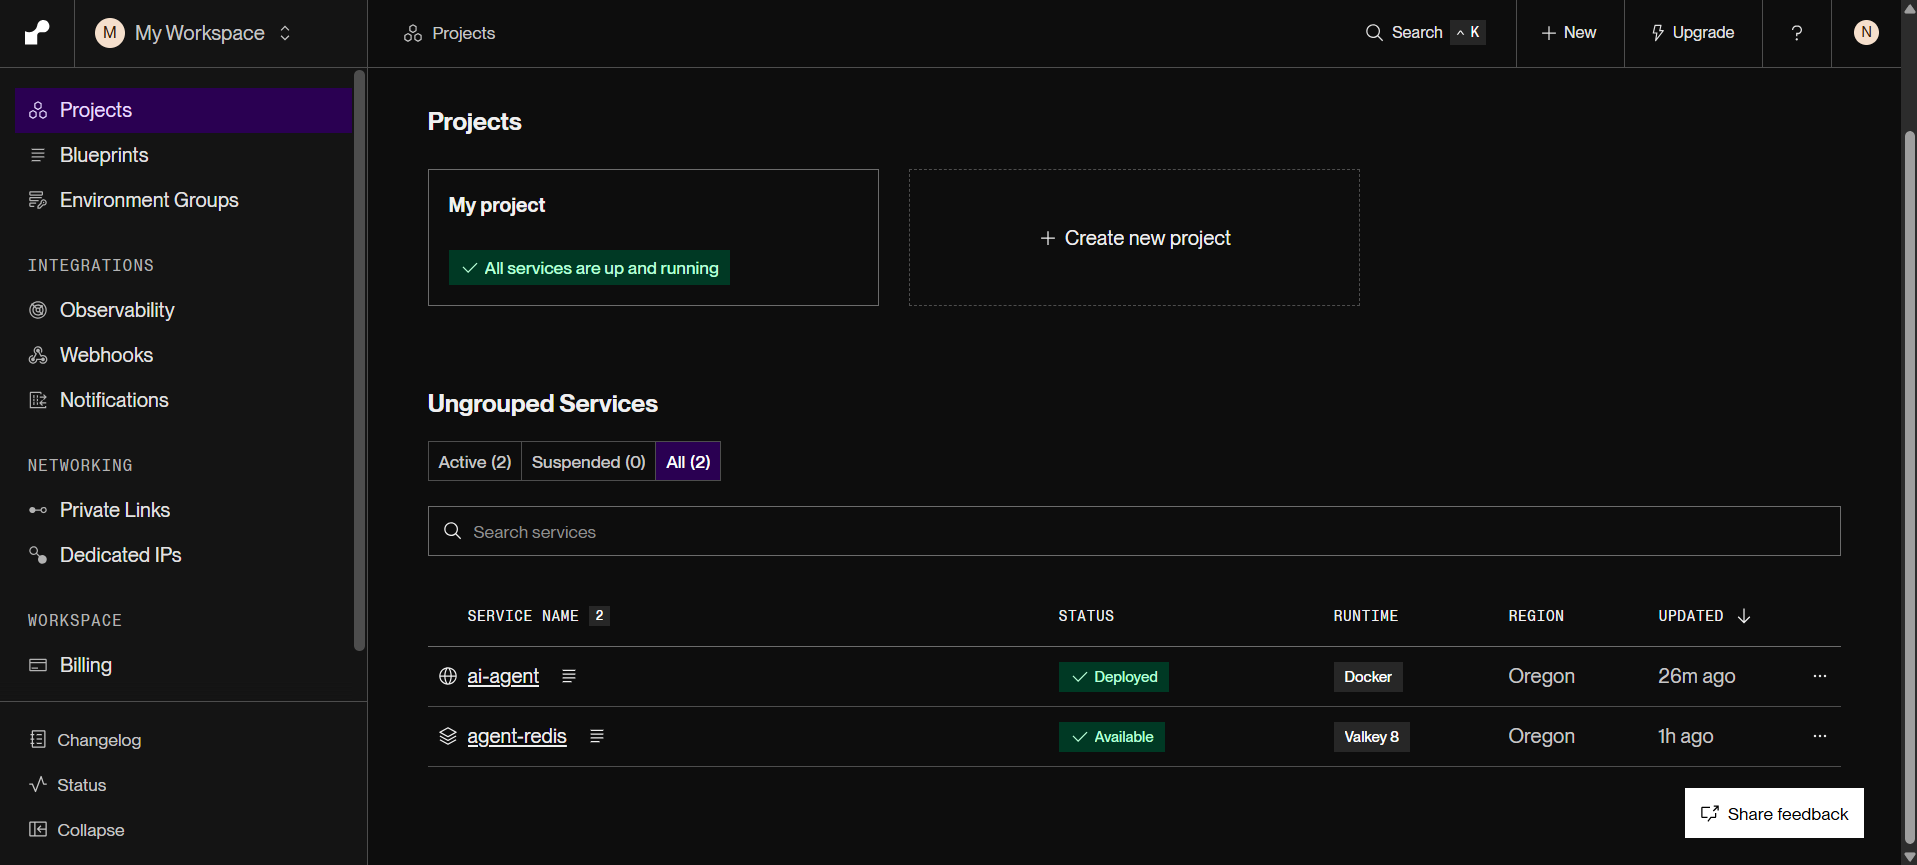 M My Workspace
Projects
Search ^ K
New
Upgrade
?
N
Projects
Blueprints
Environment Groups
INTEGRATIONS
Observability
Webhooks
Notifications
NETWORKING
Private Links
Dedicated IPs
WORKSPACE
Billing
Changelog
Status
Collapse
Projects
My project
All services are up and running
+ Create new project
Ungrouped Services
Active (2) Suspended (0) All (2)
Search services
SERVICE NAME 2 STATUS RUNTIME REGION UPDATED
ai-agent Deployed Docker Oregon 26m ago
agent-redis Available Valkey 8 Oregon 1h ago
Share feedback